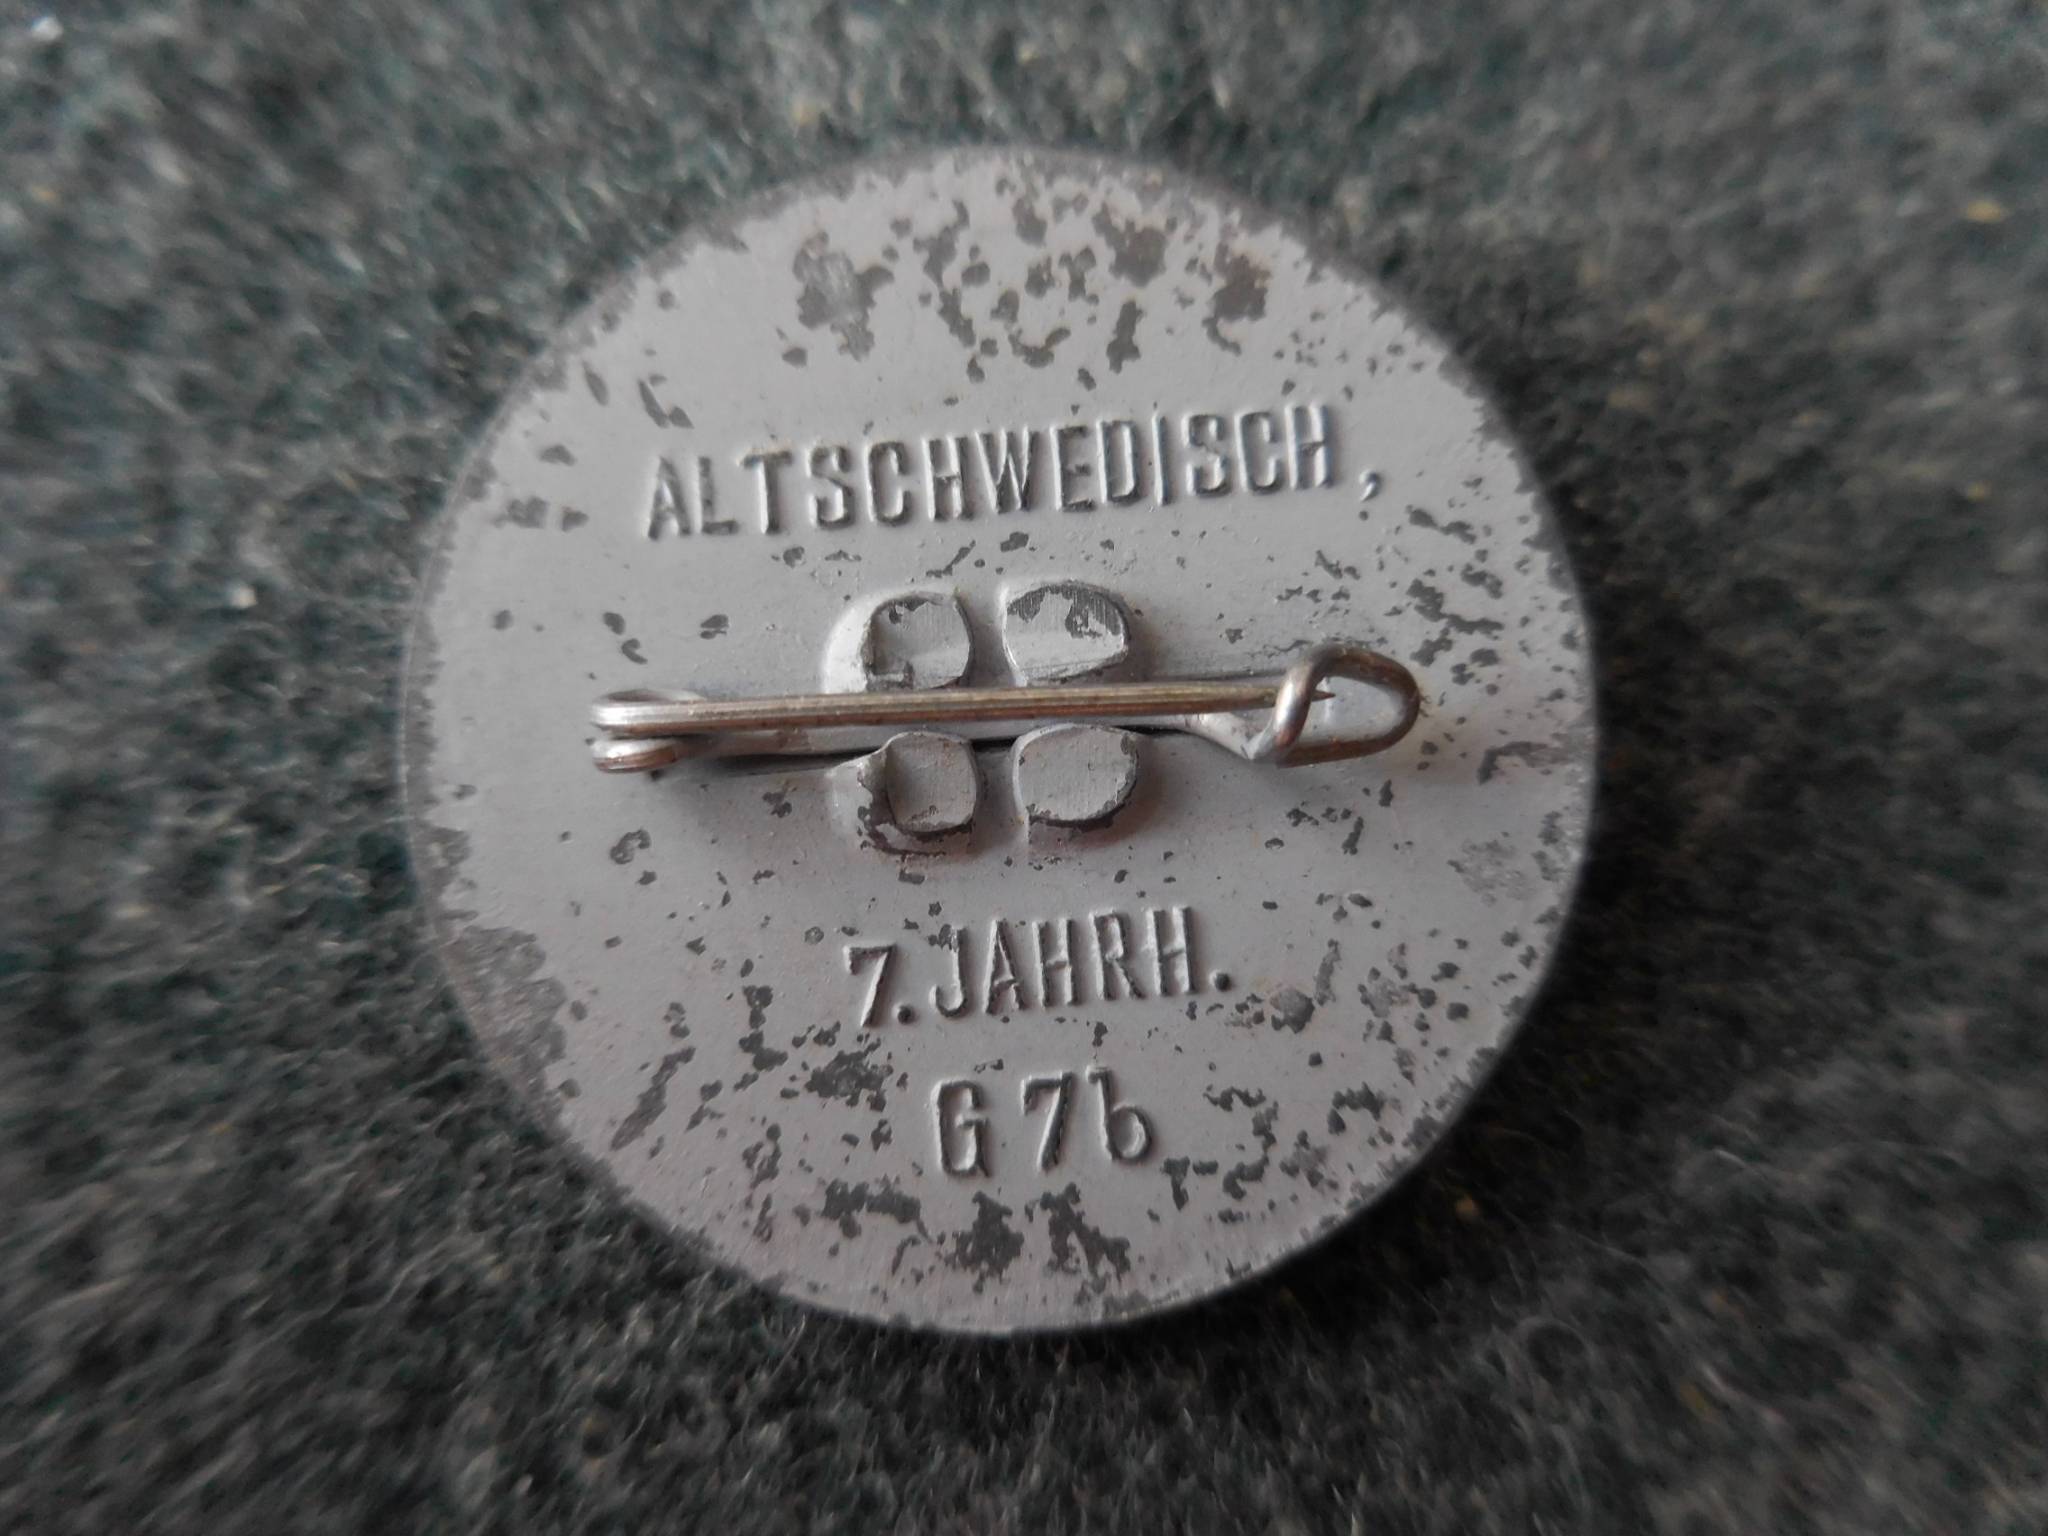 ALTSCHWEDISCH,
7. JAHRH.
G 7b